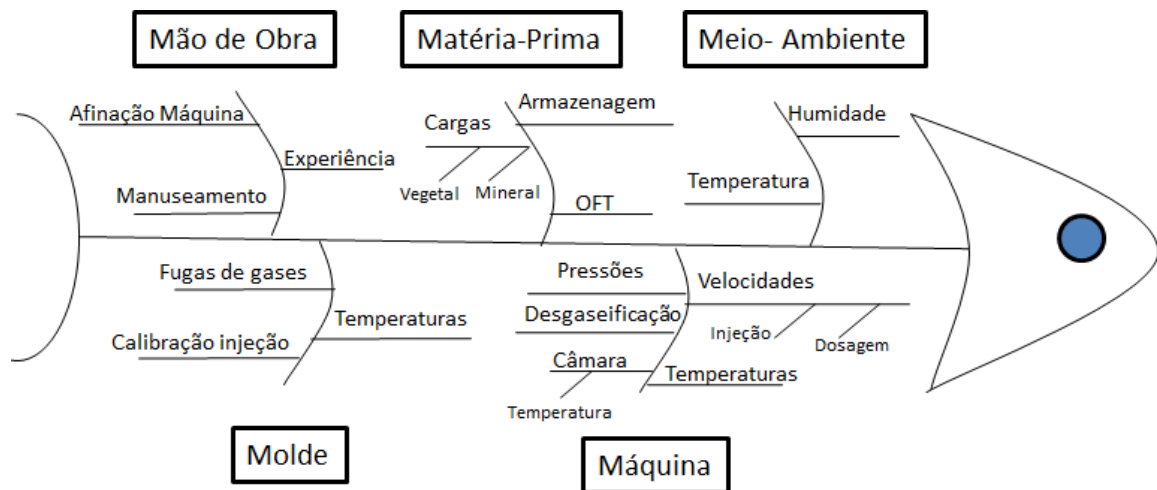 Mão de Obra
Matéria-Prima
Meio- Ambiente
Afinação Máquina
Experiência
Manuseamento
Armazenagem
Cargas
Vegetal
Mineral
OFT
Humidade
Temperatura
Fugas de gases
Temperaturas
Calibração injeção
Pressões
Velocidades
Injeção
Dosagem
Desgaseificação
Câmara
Temperatura
Temperaturas
Molde
Máquina